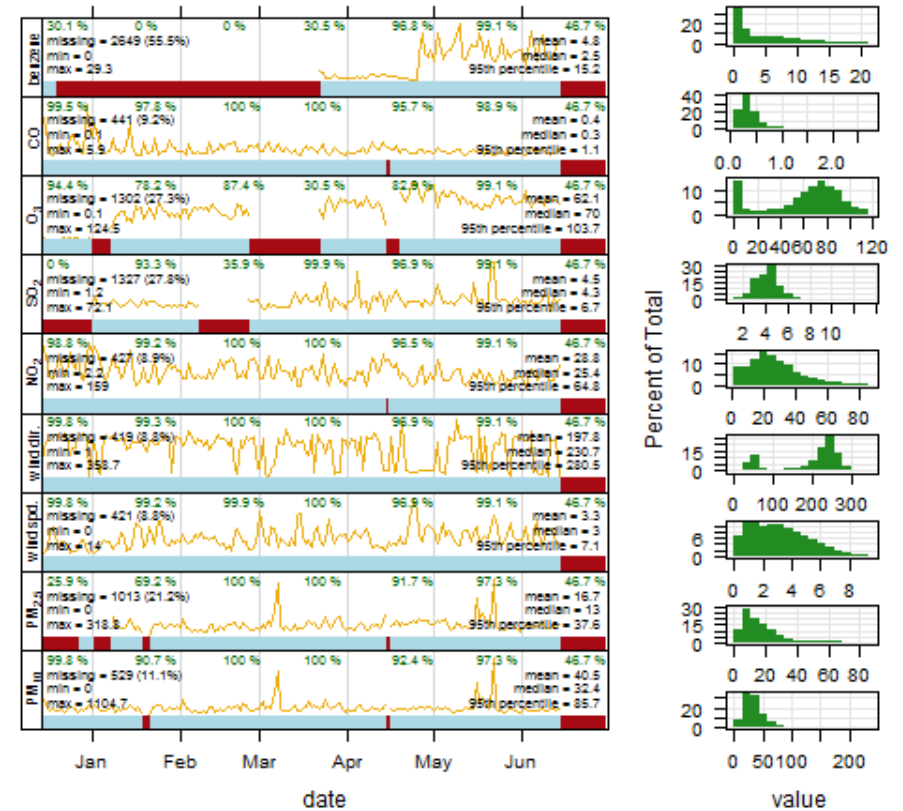 benzene
30.1 % 0 % 0 % 30.5 % 96.8 % 99.1 % 46.7 %
missing = 2649 (55.5%) mean = 4.8
min = 0 median = 2.5
max = 29.3 95th percentile = 15.2
CO
99.5 % 97.8 % 100 % 100 % 95.7 % 98.9 % 46.7 %
missing = 441 (9.2%) mean = 0.4
min = 0.1 median = 0.3
max = 5.9 95th percentile = 1.1
O3
94.4 % 78.2 % 87.4 % 30.5 % 82.9 % 99.1 % 46.7 %
missing = 1302 (27.3%) mean = 62.1
min = 0.1 median = 70
max = 124.5 95th percentile = 103.7
SO2
0 % 93.3 % 35.9 % 99.9 % 96.9 % 99.1 % 46.7 %
missing = 1327 (27.8%) mean = 4.5
min = 1.2 median = 4.3
max = 72.1 95th percentile = 6.7
NO2
98.8 % 99.2 % 100 % 100 % 96.5 % 99.1 % 46.7 %
missing = 427 (8.9%) mean = 28.8
min = 2.2 median = 25.4
max = 159 95th percentile = 64.8
wind dir.
99.8 % 99.3 % 100 % 100 % 96.9 % 99.1 % 46.7 %
missing = 419 (8.8%) mean = 197.8
min = 1 median = 230.7
max = 358.7 95th percentile = 280.5
wind spd.
99.8 % 99.2 % 99.9 % 100 % 96.9 % 99.1 % 46.7 %
missing = 421 (8.8%) mean = 3.3
min = 0 median = 3
max = 14 95th percentile = 7.1
PM2.5
25.9 % 69.2 % 100 % 100 % 91.7 % 97.3 % 46.7 %
missing = 1013 (21.2%) mean = 16.7
min = 0 median = 13
max = 318.8 95th percentile = 37.6
PM10
99.8 % 90.7 % 100 % 100 % 92.4 % 97.3 % 46.7 %
missing = 529 (11.1%) mean = 40.5
min = 0 median = 32.4
max = 1104.7 95th percentile = 85.7
Jan Feb Mar Apr May Jun
date
Percent of Total
20
0
0 5 10 15 20
40
20
0
0.0 1.0 2.0
10
0
0 20 40 60 80 120
30
15
0
2 4 6 8 10
10
0
0 20 40 60 80
15
0
0 100 200 300
6
0
0 2 4 6 8
30
15
0
0 20 40 60 80
20
0
0 50 100 200
value